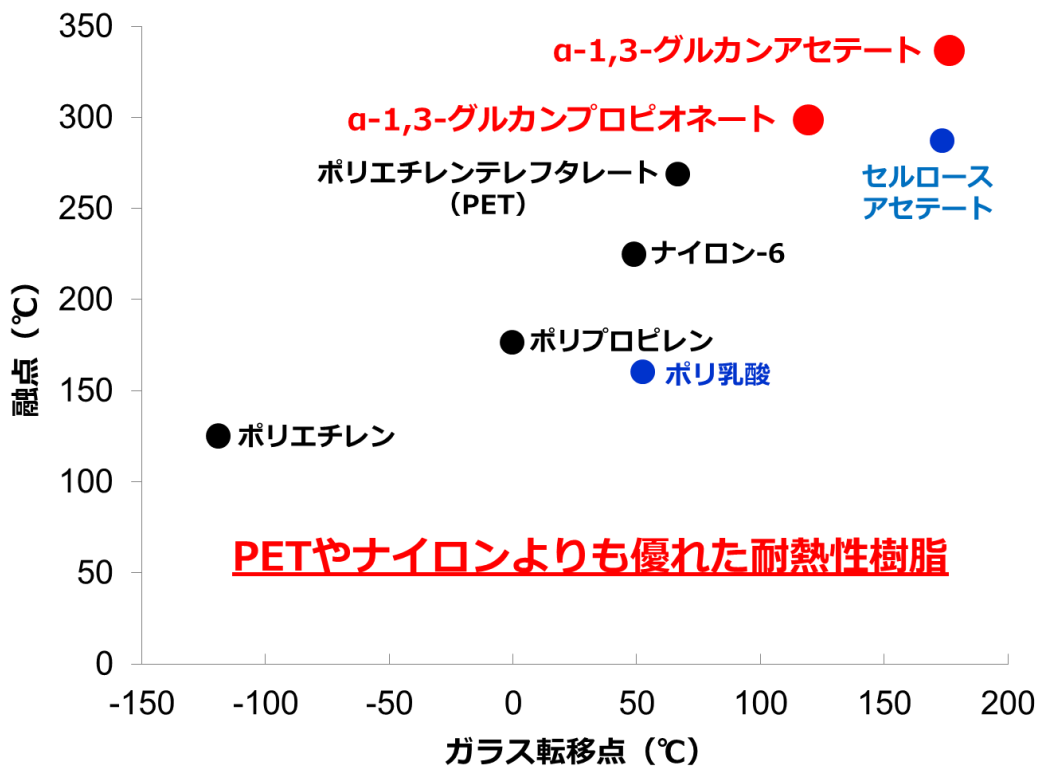 350
300
250
200
150
100
50
0
融点（℃）
α-1,3-グルカンアセテート
α-1,3-グルカンプロピオネート
ポリエチレンテレフタレート
（PET）
セルロース
アセテート
ナイロン-6
ポリプロピレン
ポリ乳酸
ポリエチレン
PETやナイロンよりも優れた耐熱性樹脂
-150 -100 -50 0 50 100 150 200
ガラス転移点（℃）